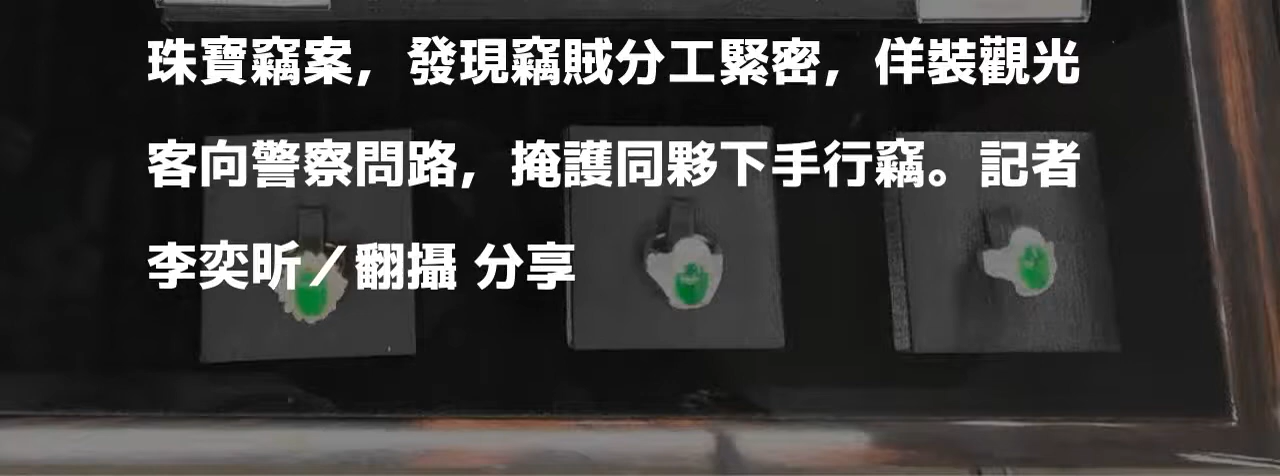 珠寶竊案，發現竊賊分工緊密，佯裝觀光
客向警察問路，掩護同夥下手行竊。記者
李奕昕／翻攝 分享